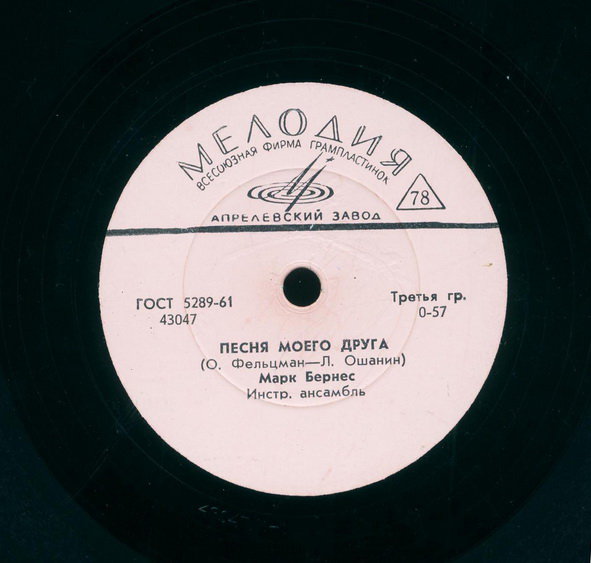 МЕЛОДИЯ
ВСЕСОЮЗНАЯ ФИРМА ГРАМПЛАСТИНОК
78
АПРЕЛЕВСКИЙ ЗАВОД
ГОСТ 5289-61
43047
Третья гр.
0-57
ПЕСНЯ МОЕГО ДРУГА
(О. Фельцман—Л. Ошанин)
Марк Бернес
Инстр. ансамбль